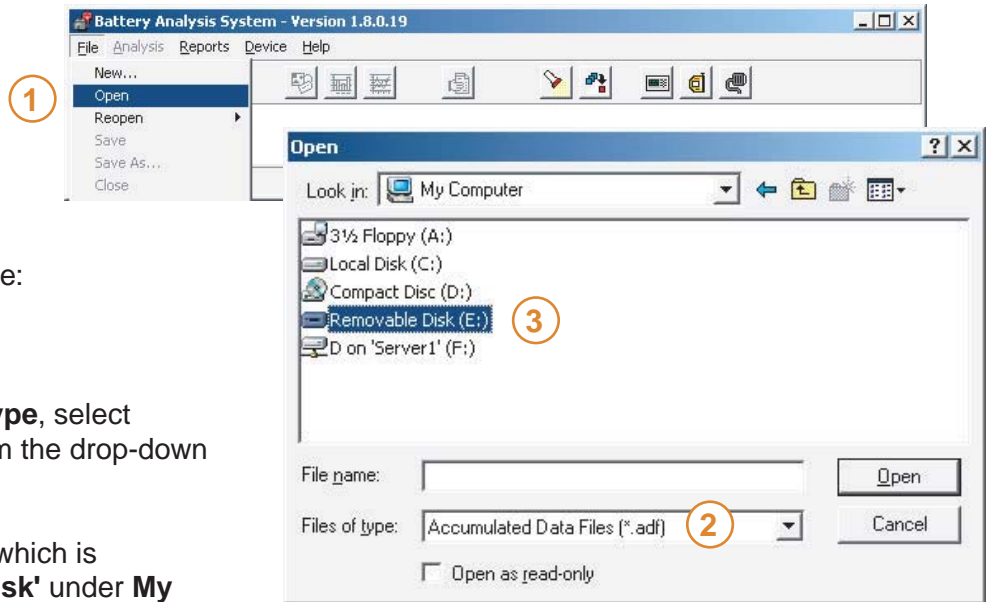 Battery Analysis System - Version 1.8.0.19
File Analysis Reports Device Help
1
New...
Open
Reopen
Save
Save As...
Close
Open
Look in: My Computer
3½ Floppy (A:)
Local Disk (C:)
Compact Disc (D:)
Removable Disk (E:)
3
D on 'Server1' (F:)
File name:
Open
Files of type: Accumulated Data Files (*.adf)
2
Cancel
Open as read-only
e:
ype, select
m the drop-down
which is
sk' under My